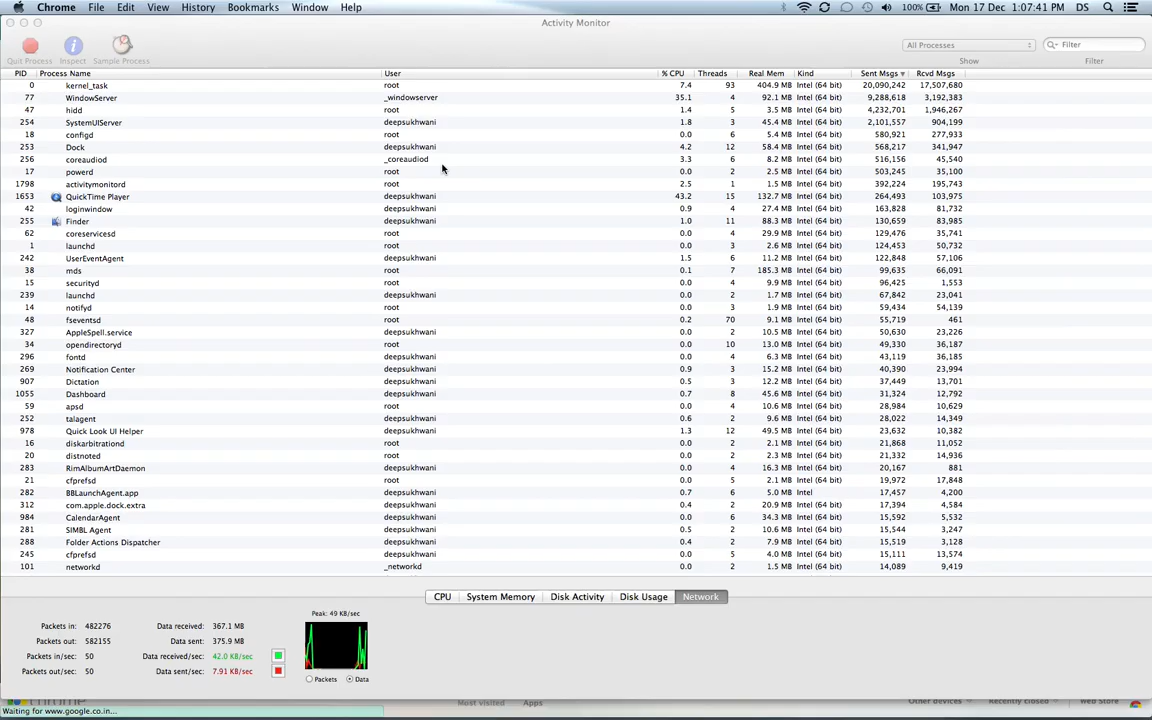 Chrome File Edit View History Bookmarks Window Help 100% Mon 17 Dec 1:07:41 PM DS
Activity Monitor
All Processes Filter
Quit Process Inspect Sample Process Show Filter
PID Process Name User % CPU Threads Real Mem Kind Sent Msgs Rcvd Msgs
0 kernel_task root 7.4 93 404.9 MB Intel (64 bit) 20,090,242 17,507,680
77 WindowServer _windowserver 35.1 4 92.1 MB Intel (64 bit) 9,288,618 3,192,383
47 hidd root 1.4 5 3.5 MB Intel (64 bit) 4,232,701 1,946,267
254 SystemUIServer deepsukhwani 1.8 3 45.4 MB Intel (64 bit) 2,101,557 904,199
18 configd root 0.0 6 5.4 MB Intel (64 bit) 580,921 277,933
253 Dock deepsukhwani 4.2 12 58.4 MB Intel (64 bit) 568,217 341,947
256 coreaudiod _coreaudiod 3.3 6 8.2 MB Intel (64 bit) 516,156 45,540
17 powerd root 0.0 2 2.5 MB Intel (64 bit) 503,245 35,100
1798 activitymonitord root 2.5 1 1.5 MB Intel (64 bit) 392,224 195,743
1653 QuickTime Player deepsukhwani 43.2 15 132.7 MB Intel (64 bit) 264,493 103,975
42 loginwindow deepsukhwani 0.9 4 27.4 MB Intel (64 bit) 163,828 81,732
255 Finder deepsukhwani 1.0 11 88.3 MB Intel (64 bit) 130,659 83,985
62 coreservicesd root 0.0 4 29.9 MB Intel (64 bit) 129,476 35,741
1 launchd root 0.0 3 2.6 MB Intel (64 bit) 124,453 50,732
242 UserEventAgent deepsukhwani 1.5 6 11.2 MB Intel (64 bit) 122,848 57,106
38 mds root 0.1 7 185.3 MB Intel (64 bit) 99,635 66,091
15 securityd root 0.0 4 9.9 MB Intel (64 bit) 96,425 1,553
239 launchd deepsukhwani 0.0 2 1.7 MB Intel (64 bit) 67,842 23,041
14 notifyd root 0.0 3 1.9 MB Intel (64 bit) 59,434 54,139
48 fseventsd root 0.2 70 9.1 MB Intel (64 bit) 55,719 461
327 AppleSpell.service deepsukhwani 0.0 2 10.5 MB Intel (64 bit) 50,630 23,226
34 opendirectoryd root 0.0 10 13.0 MB Intel (64 bit) 49,330 36,187
296 fontd deepsukhwani 0.0 4 6.3 MB Intel (64 bit) 43,119 36,185
269 Notification Center deepsukhwani 0.9 3 15.2 MB Intel (64 bit) 40,390 23,994
907 Dictation deepsukhwani 0.5 3 12.2 MB Intel (64 bit) 37,449 13,701
1055 Dashboard deepsukhwani 0.7 8 45.6 MB Intel (64 bit) 31,324 12,792
59 apsd root 0.0 4 10.6 MB Intel (64 bit) 28,984 10,629
252 talagent deepsukhwani 0.6 2 9.6 MB Intel (64 bit) 28,022 14,349
978 Quick Look UI Helper deepsukhwani 1.3 12 49.5 MB Intel (64 bit) 23,632 10,382
16 diskarbitrationd root 0.0 2 2.1 MB Intel (64 bit) 21,868 11,052
20 distnoted root 0.0 2 2.3 MB Intel (64 bit) 21,332 14,936
283 RimAlbumArtDaemon deepsukhwani 0.0 4 16.3 MB Intel (64 bit) 20,167 881
21 cfprefsd root 0.0 5 2.1 MB Intel (64 bit) 19,972 17,848
282 BBLaunchAgent.app deepsukhwani 0.7 6 5.0 MB Intel 17,457 4,200
312 com.apple.dock.extra deepsukhwani 0.4 2 20.9 MB Intel (64 bit) 17,394 4,584
984 CalendarAgent deepsukhwani 0.0 6 34.3 MB Intel (64 bit) 15,592 5,532
281 SIMBL Agent deepsukhwani 0.5 2 10.6 MB Intel (64 bit) 15,544 3,247
288 Folder Actions Dispatcher deepsukhwani 0.4 2 7.9 MB Intel (64 bit) 15,519 3,128
245 cfprefsd deepsukhwani 0.0 5 4.0 MB Intel (64 bit) 15,111 13,574
101 networkd _networkd 0.0 2 1.5 MB Intel (64 bit) 14,089 9,419
CPU System Memory Disk Activity Disk Usage Network
Peak: 49 KB/sec
Packets in: 482276 Data received: 367.1 MB
Packets out: 582155 Data sent: 375.9 MB
Packets in/sec: 50 Data received/sec: 42.0 KB/sec
Packets out/sec: 50 Data sent/sec: 7.91 KB/sec
Packets Data
Most visited Apps Other devices Recently closed Web Store
Waiting for www.google.co.in...